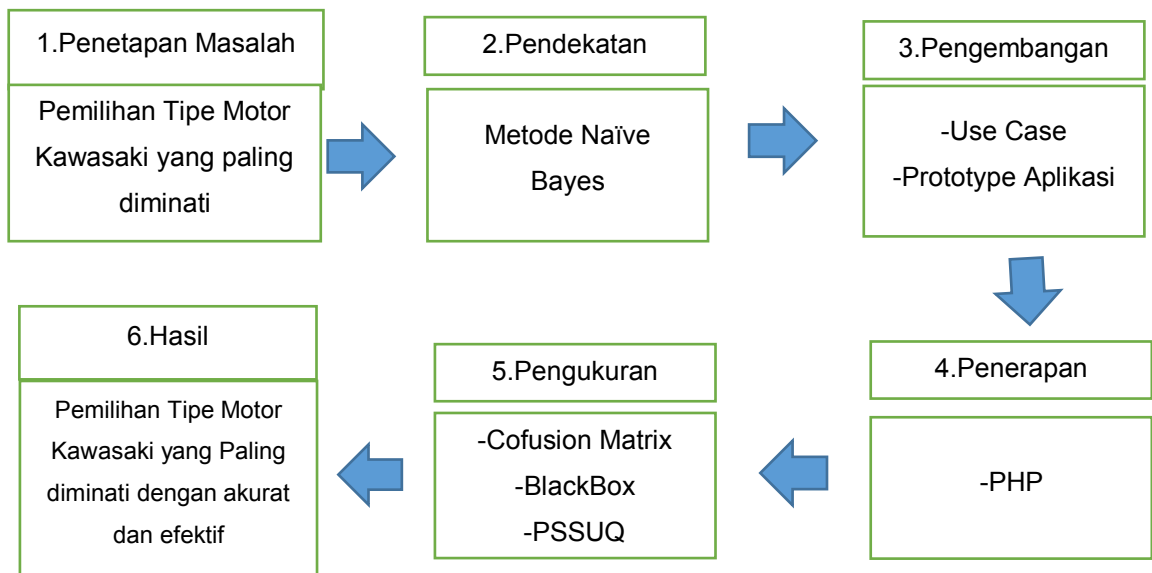 1.Penetapan Masalah
Pemilihan Tipe Motor
Kawasaki yang paling
diminati
2.Pendekatan
Metode Naïve
Bayes
3.Pengembangan
-Use Case
-Prototype Aplikasi
4.Penerapan
-PHP
5.Pengukuran
-Cofusion Matrix
-BlackBox
-PSSUQ
6.Hasil
Pemilihan Tipe Motor
Kawasaki yang Paling
diminati dengan akurat
dan efektif